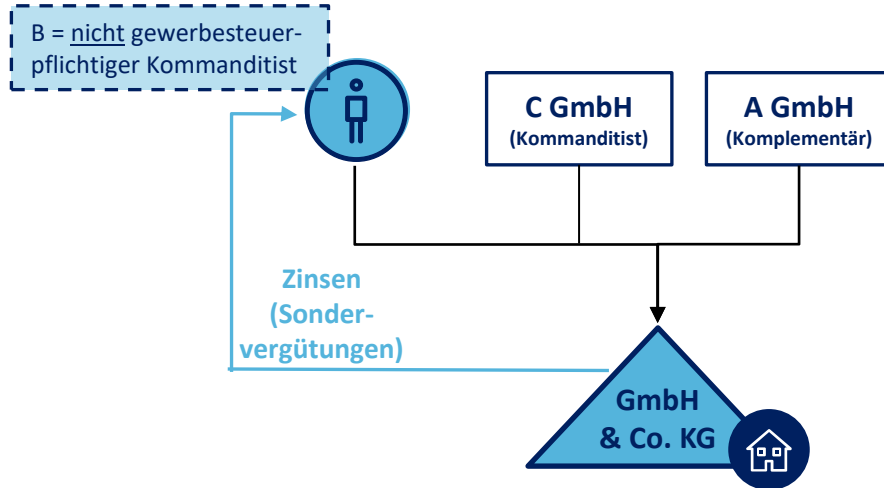 B = nicht gewerbesteuer-
pflichtiger Kommanditist
C GmbH
(Kommanditist)
A GmbH
(Komplementär)
Zinsen
(Sonder-
vergütungen)
GmbH
& Co. KG